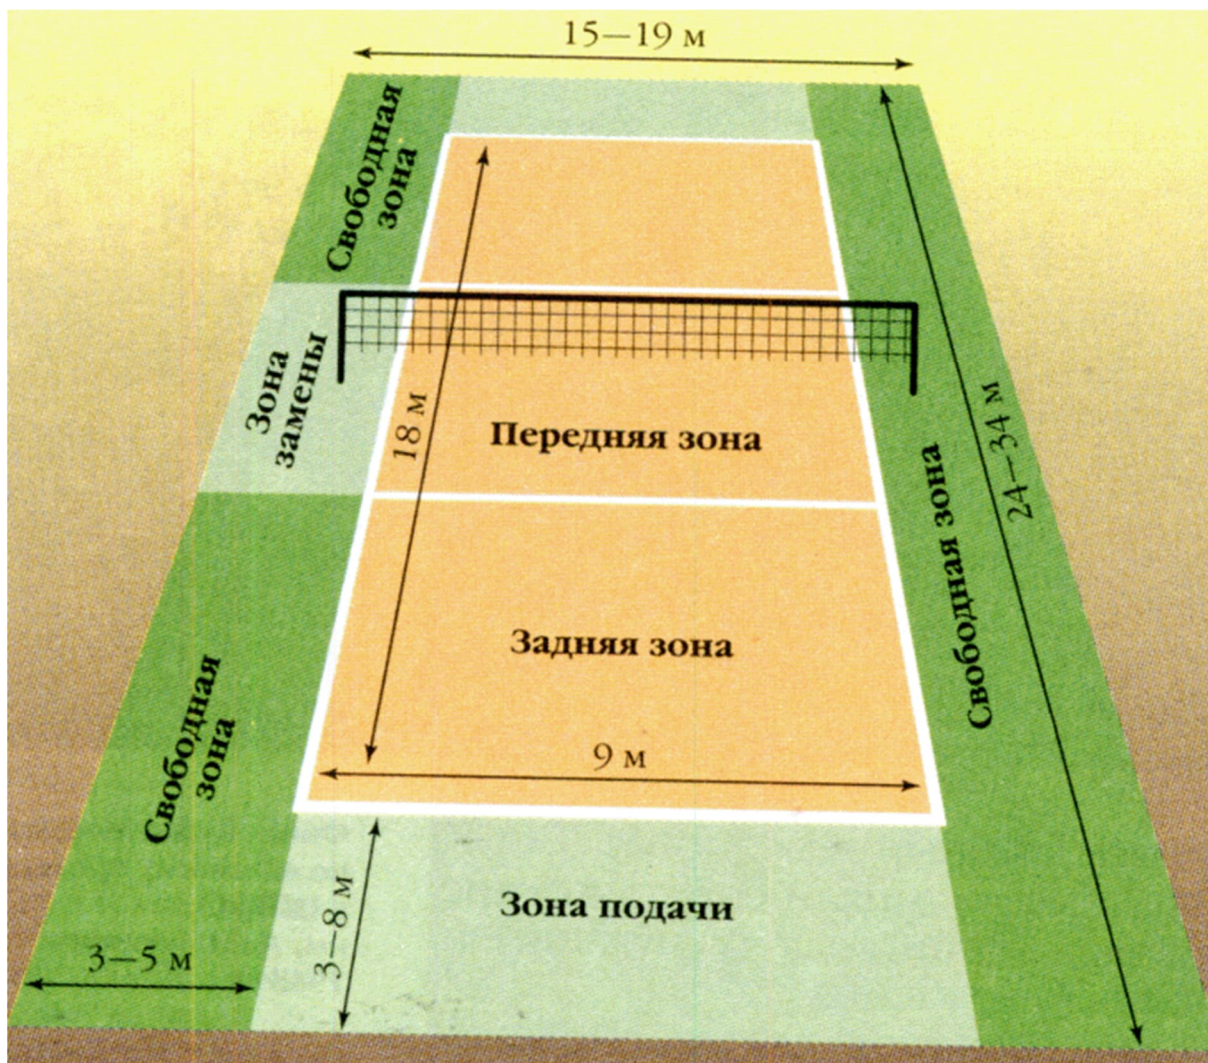 15—19 м
Свободная
зона
Зона
замены
18 м
Передняя зона
24—34 м
Свободная зона
Задняя зона
Свободная
зона
9 м
Зона подачи
3—8 м
3—5 м